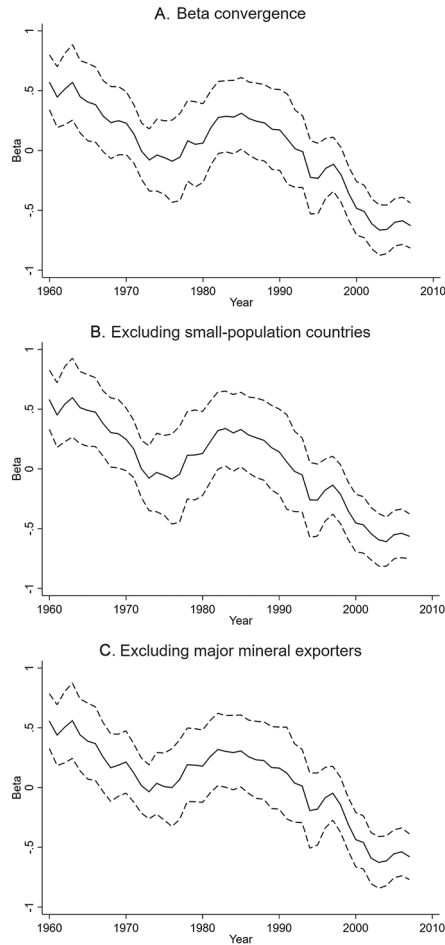 A. Beta convergence
1
.5
0
-.5
-1
Beta
1960 1970 1980 1990 2000 2010
Year
B. Excluding small-population countries
1
.5
0
-.5
-1
Beta
1960 1970 1980 1990 2000 2010
Year
C. Excluding major mineral exporters
1
.5
0
-.5
-1
Beta
1960 1970 1980 1990 2000 2010
Year